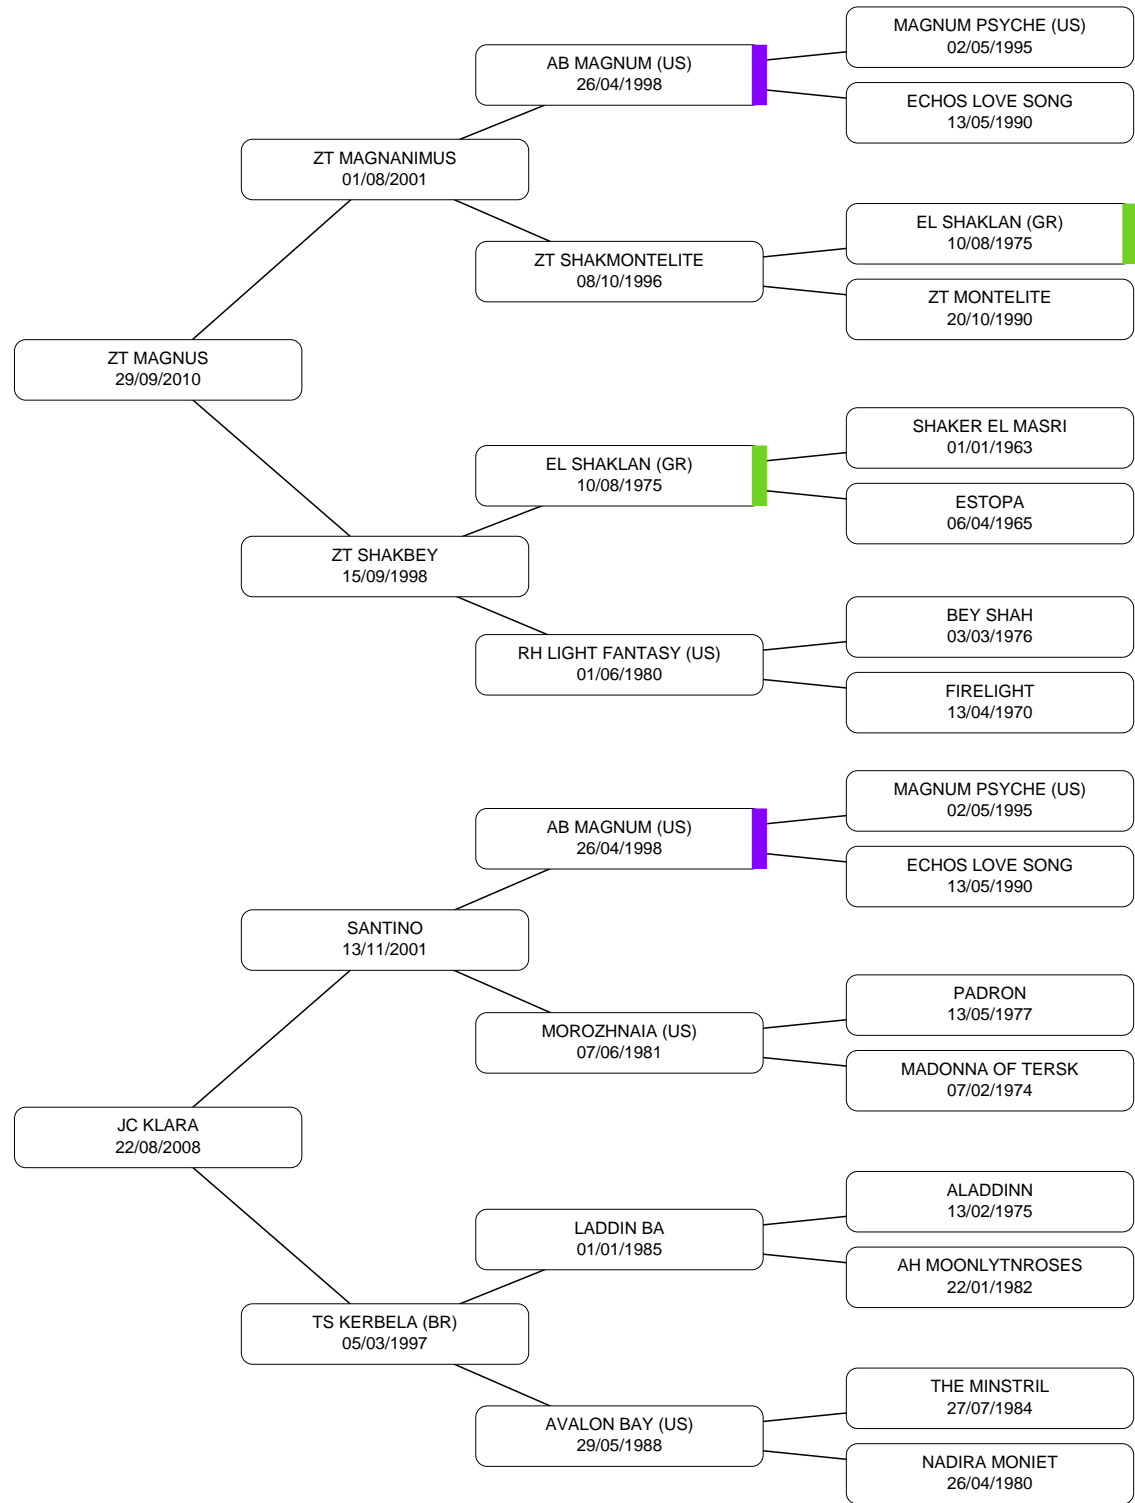 MAGNUM PSYCHE (US)
02/05/1995
AB MAGNUM (US)
26/04/1998
ECHOS LOVE SONG
13/05/1990
ZT MAGNANIMUS
01/08/2001
EL SHAKLAN (GR)
10/08/1975
ZT SHAKMONTELITE
08/10/1996
ZT MONTELITE
20/10/1990
ZT MAGNUS
29/09/2010
SHAKER EL MASRI
01/01/1963
EL SHAKLAN (GR)
10/08/1975
ESTOPA
06/04/1965
ZT SHAKBEY
15/09/1998
BEY SHAH
03/03/1976
RH LIGHT FANTASY (US)
01/06/1980
FIRELIGHT
13/04/1970
MAGNUM PSYCHE (US)
02/05/1995
AB MAGNUM (US)
26/04/1998
ECHOS LOVE SONG
13/05/1990
SANTINO
13/11/2001
PADRON
13/05/1977
MOROZHNAIA (US)
07/06/1981
MADONNA OF TERSK
07/02/1974
JC KLARA
22/08/2008
ALADDINN
13/02/1975
LADDIN BA
01/01/1985
AH MOONLYTNROSES
22/01/1982
TS KERBELA (BR)
05/03/1997
THE MINSTRIL
27/07/1984
AVALON BAY (US)
29/05/1988
NADIRA MONIET
26/04/1980